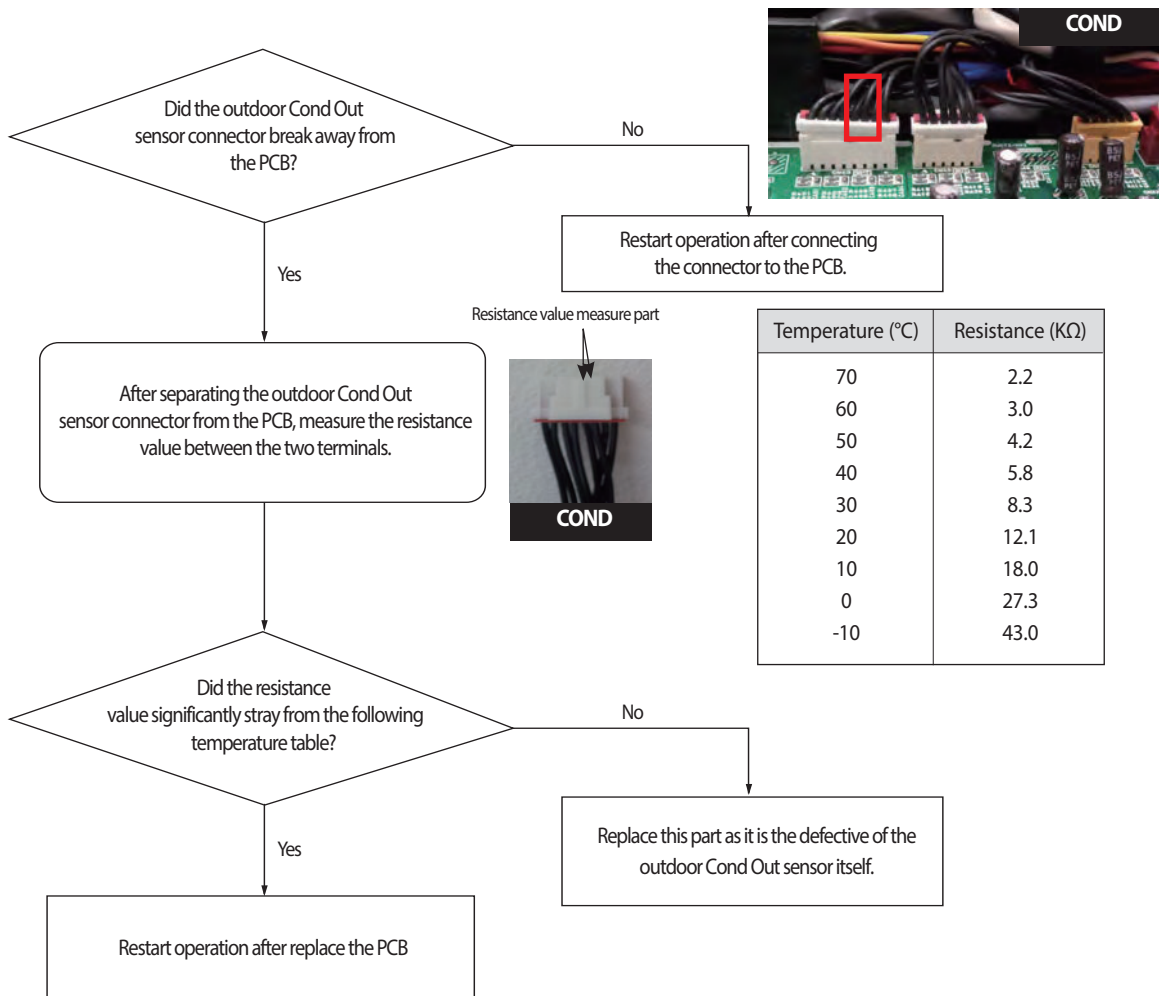 COND
Did the outdoor Cond Out
sensor connector break away from
the PCB?
No
Restart operation after connecting
the connector to the PCB.
Yes
Resistance value measure part
After separating the outdoor Cond Out
sensor connector from the PCB, measure the resistance
value between the two terminals.
COND
Temperature (°C) Resistance (KΩ)
70 2.2
60 3.0
50 4.2
40 5.8
30 8.3
20 12.1
10 18.0
0 27.3
-10 43.0
Did the resistance
value significantly stray from the following
temperature table?
No
Replace this part as it is the defective of the
outdoor Cond Out sensor itself.
Yes
Restart operation after replace the PCB